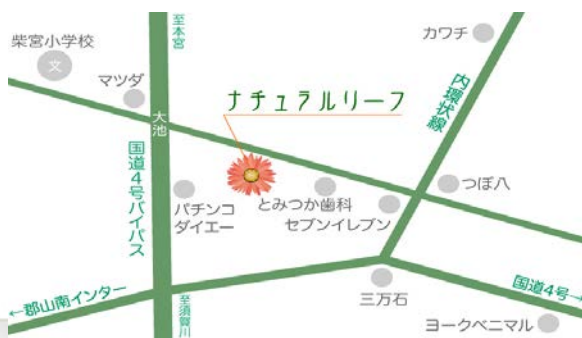 至本宮
柴宮小学校
文
カワチ
マツダ
ナチュラルリーフ
内環状線
大池
国道4号バイパス
つぼ八
パチンコ
ダイエー
とみつか歯科
セブンイレブン
←郡山南インター
至須賀川
三万石
国道4号→
ヨークベニマル